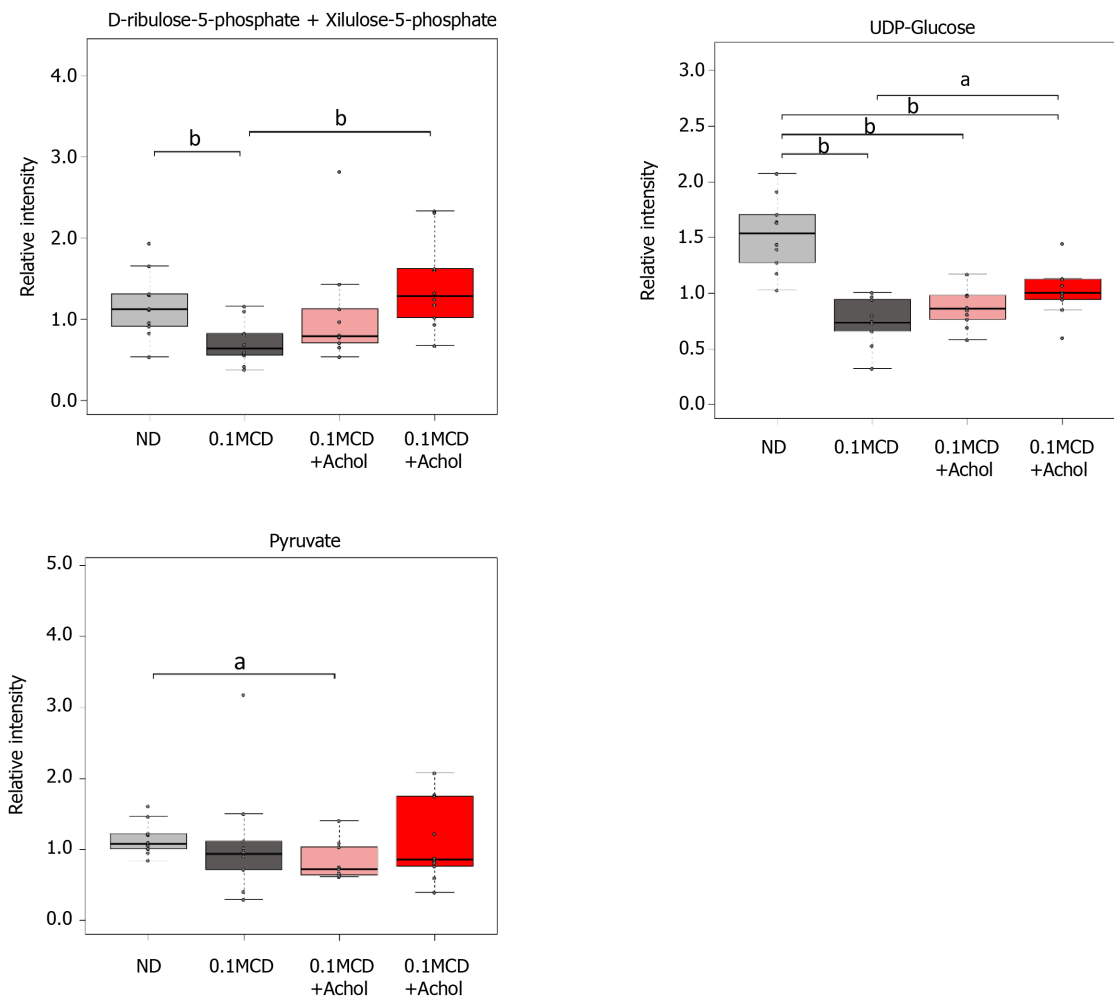 D-ribulose-5-phosphate + Xilulose-5-phosphate
4.0
3.0
2.0
1.0
0.0
Relative intensity
b
b
ND
0.1MCD
0.1MCD
+Achol
0.1MCD
+Achol
UDP-Glucose
3.0
2.5
2.0
1.5
1.0
0.5
0.0
Relative intensity
a
b
b
b
ND
0.1MCD
0.1MCD
+Achol
0.1MCD
+Achol
Pyruvate
5.0
4.0
3.0
2.0
1.0
0.0
Relative intensity
a
ND
0.1MCD
0.1MCD
+Achol
0.1MCD
+Achol